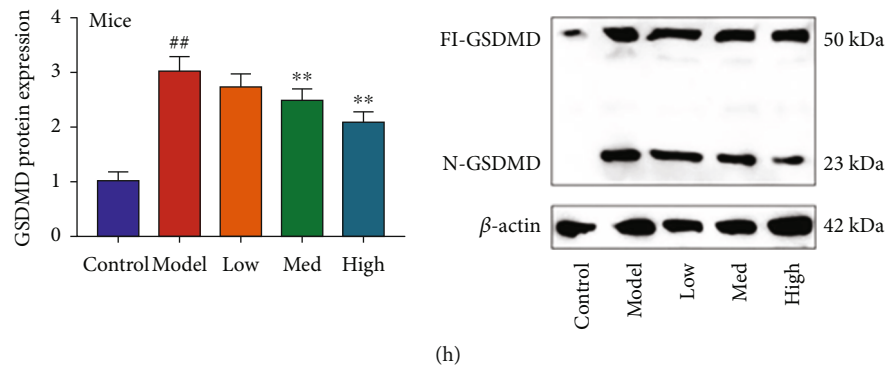 Mice
GSDMD protein expression
4
3
2
1
0
##
**
**
Control Model Low Med High
FI-GSDMD 50 kDa
N-GSDMD 23 kDa
β-actin 42 kDa
Control
Model
Low
Med
High
(h)